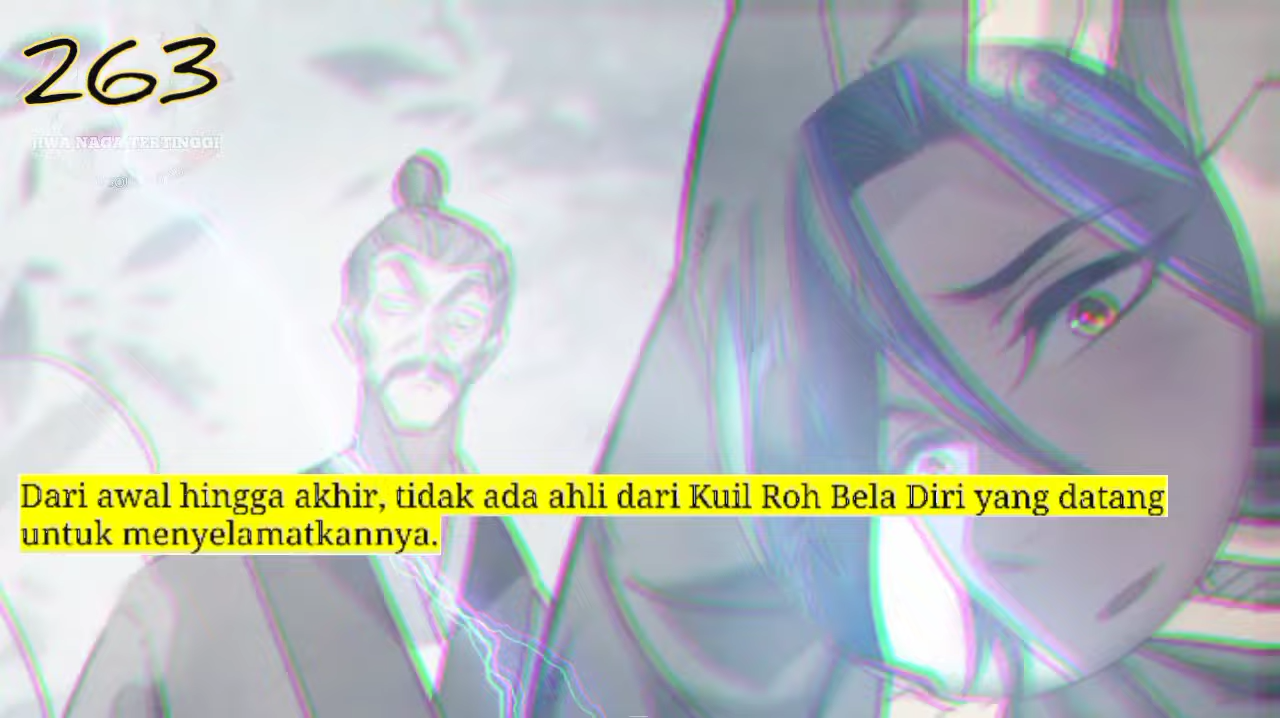 263
JIWA NAGA TERTINGGI
Dari awal hingga akhir, tidak ada ahli dari Kuil Roh Bela Diri yang datang
untuk menyelamatkannya.